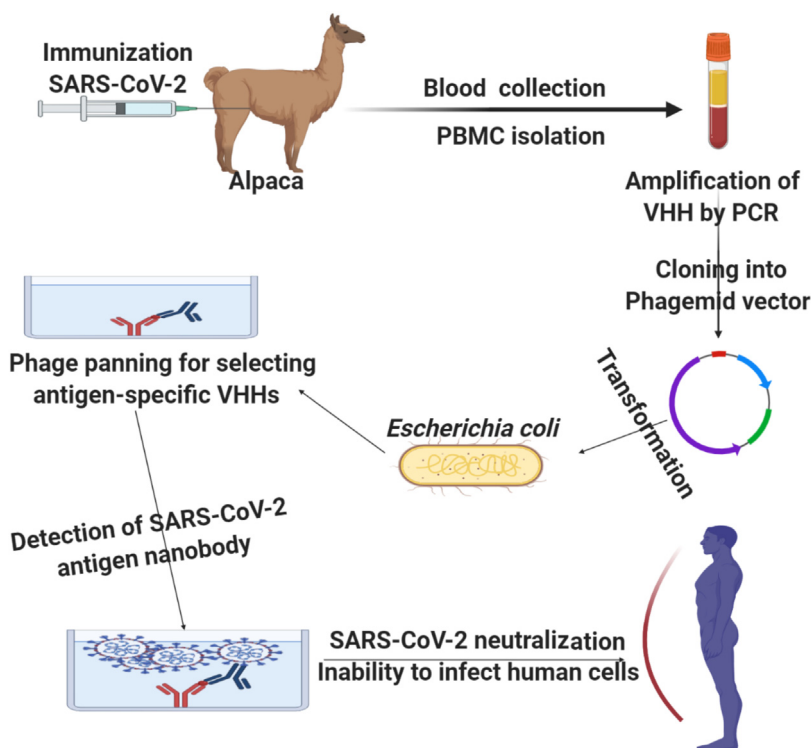 Immunization
SARS-CoV-2
Alpaca
Blood collection
PBMC isolation
Amplification of
VHH by PCR
Cloning into
Phagemid vector
Transformation
Escherichia coli
Phage panning for selecting
antigen-specific VHHs
Detection of SARS-CoV-2
antigen nanobody
SARS-CoV-2 neutralization
Inability to infect human cells